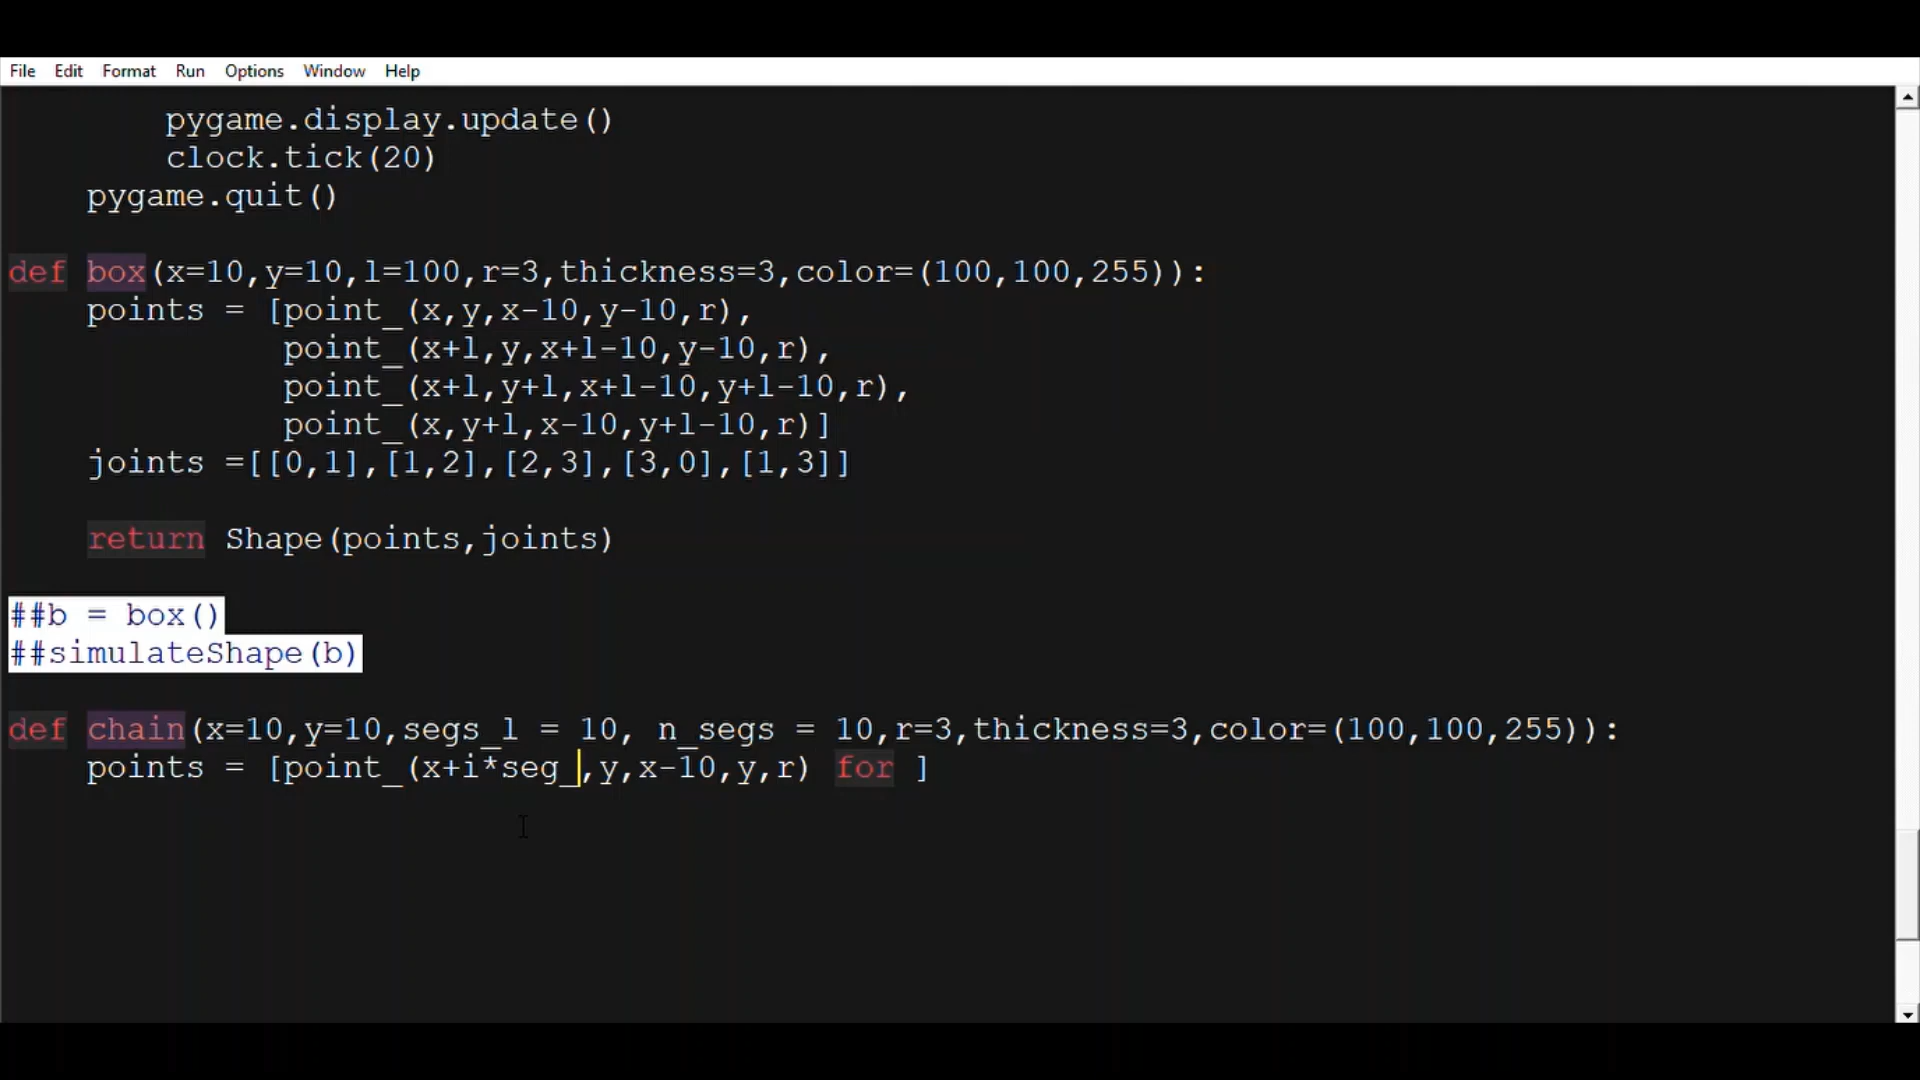 File Edit Format Run Options Window Help
pygame.display.update()
clock.tick(20)
pygame.quit()
def box(x=10,y=10,l=100,r=3,thickness=3,color=(100,100,255)):
points = [point_(x,y,x-10,y-10,r),
point_(x+l,y,x+l-10,y-10,r),
point_(x+l,y+l,x+l-10,y+l-10,r),
point_(x,y+l,x-10,y+l-10,r)]
joints =[[0,1],[1,2],[2,3],[3,0],[1,3]]
return Shape(points,joints)
##b = box()
##simulateShape(b)
def chain(x=10,y=10,segs_l = 10, n_segs = 10,r=3,thickness=3,color=(100,100,255)):
points = [point_(x+i*seg_,y,x-10,y,r) for ]